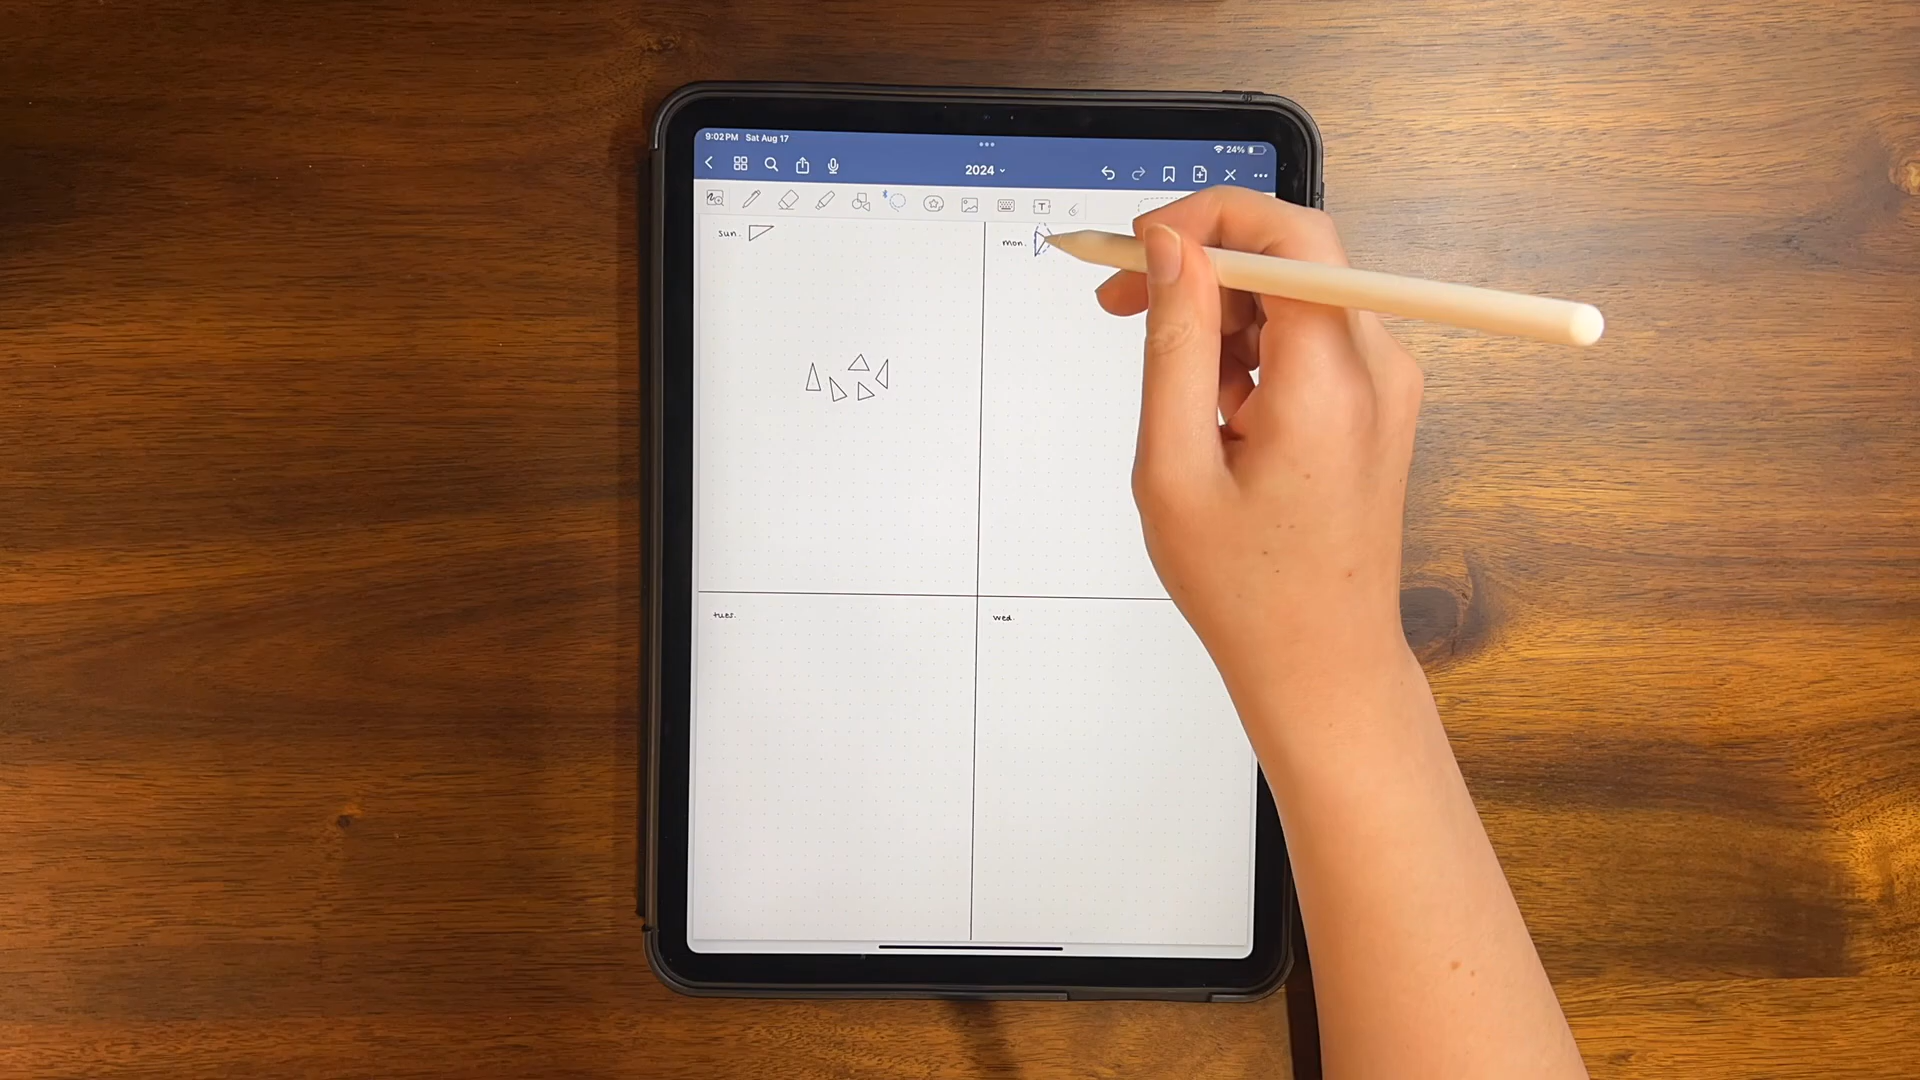 9:02 PM Sat Aug 17
24%
2024
T
sun.
mon.
tues.
wed.